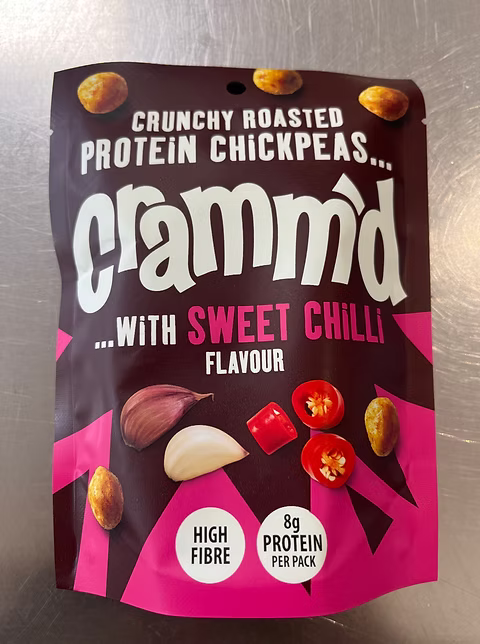 CRUNCHY ROASTED
PROTEiN CHiCKPEAS...
cramm'd
...WiTH SWEET CHiLLi
FLAVOUR
HIGH
FIBRE
8g
PROTEIN
PER PACK